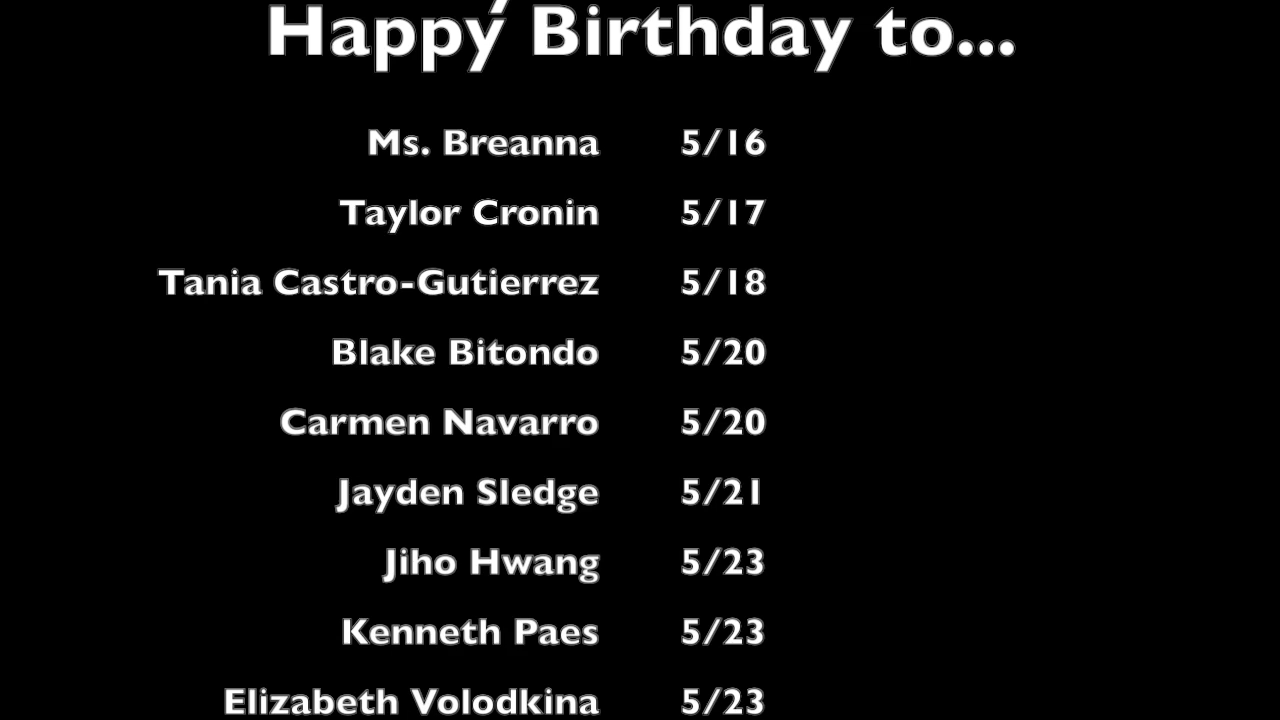 Happy Birthday to...
Ms. Breanna 5/16
Taylor Cronin 5/17
Tania Castro-Gutierrez 5/18
Blake Bitondo 5/20
Carmen Navarro 5/20
Jayden Sledge 5/21
Jiho Hwang 5/23
Kenneth Paes 5/23
Elizabeth Volodkina 5/23